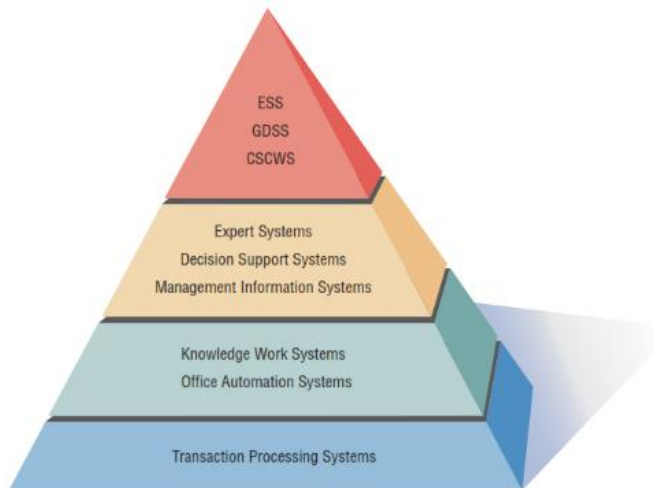 ESS
GDSS
CSCWS
Expert Systems
Decision Support Systems
Management Information Systems
Knowledge Work Systems
Office Automation Systems
Transaction Processing Systems